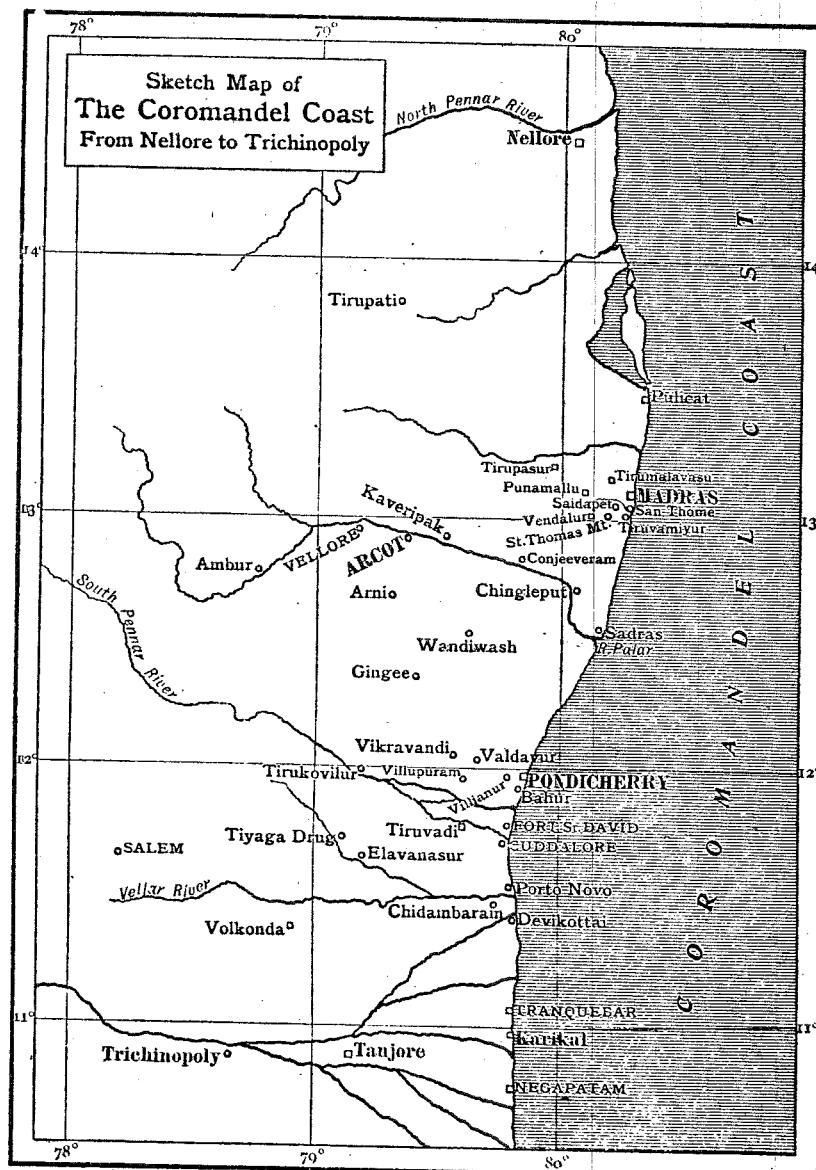 78°
79°
80°
Sketch Map of
The Coromandel Coast
From Nellore to Trichinopoly
North Pennar River
Nellore
14°
14
Tirupati
Pulicat
Tirupasur
Tirumalavasu
Punamallu
MADRAS
Saidapet
San-Thome
13°
Kaveripak
Vendalur
St. Thomas Mt.
Tiruvamiyur
13
VELLORE
ARCOT
Ambur
Conjeeveram
Arni
Chingleput
South Pennar River
Sadras
R. Palar
Wandiwash
Gingee
COROMANDEL COAST
Vikravandi
Valdavur
12°
12
Tirukovilur
Villupuram
Villianur
PONDICHERRY
Bahur
Tiruvadi
FORT ST. DAVID
Tiyaga Drug
CUDDALORE
SALEM
Elavanasur
Vellar River
Porto Novo
Chidambarain
Devikottai
Volkonda
TRANQUEBAR
11°
11°
Karikal
Trichinopoly
Tanjore
NEGAPATAM
78°
79°
80°